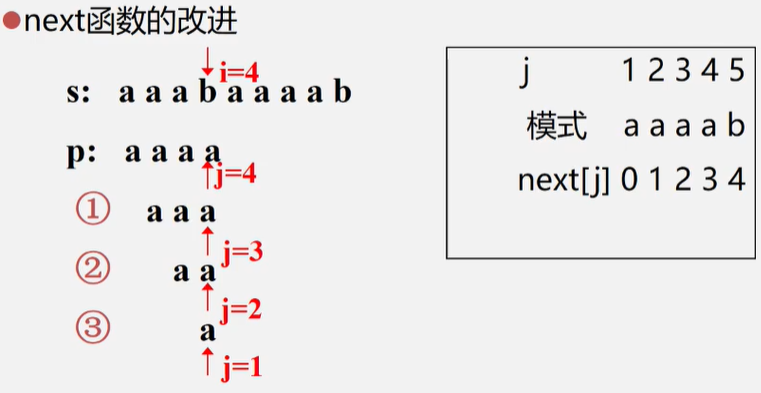 ●next函数的改进
i=4
s: a a a b a a a a b
p: a a a a
j=4
① a a a
j=3
② a a
j=2
③ a
j=1
j 1 2 3 4 5
模式 a a a a b
next[j] 0 1 2 3 4